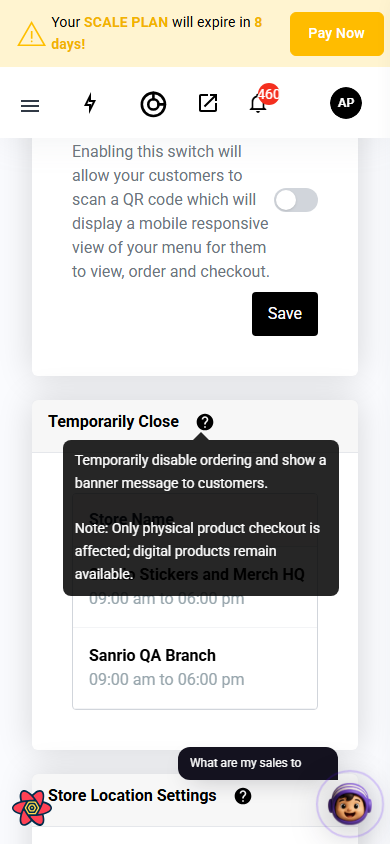 Your SCALE PLAN will expire in 8
days!
Pay Now
460
AP
Enabling this switch will
allow your customers to
scan a QR code which will
display a mobile responsive
view of your menu for them
to view, order and checkout.
Save
Temporarily Close
Temporarily disable ordering and show a
banner message to customers.
Store Name
Note: Only physical product checkout is
affected; digital products remain
available.
Stickers and Merch HQ
09:00 am to 06:00 pm
Sanrio QA Branch
09:00 am to 06:00 pm
What are my sales to
Store Location Settings